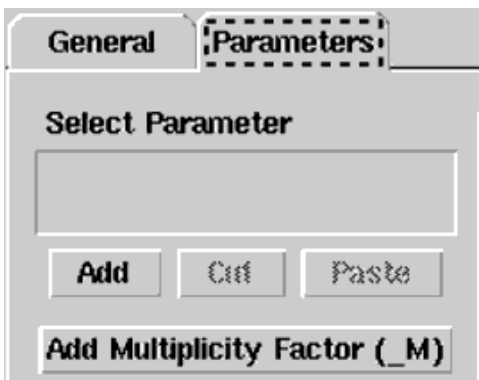 General Parameters
Select Parameter
Add Cut Paste
Add Multiplicity Factor (_M)